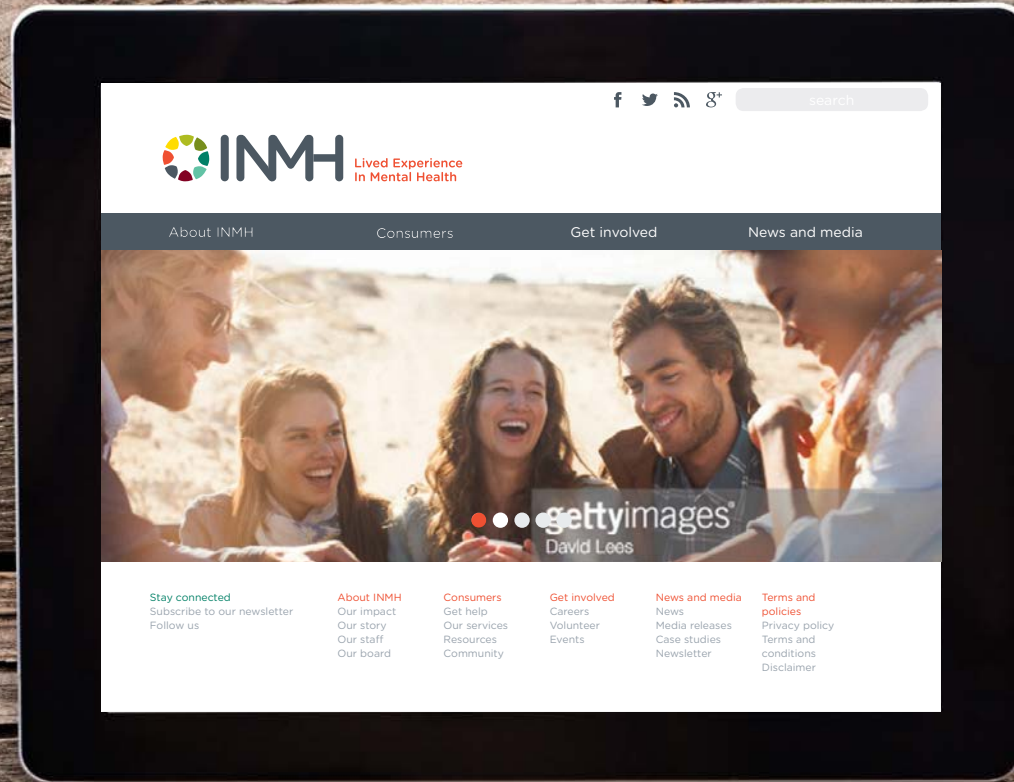 f
g+
search
INMH
Lived Experience
In Mental Health
About INMH
Consumers
Get involved
News and media
gettyimages®
David Lees
Stay connected
Subscribe to our newsletter
Follow us
About INMH
Our impact
Our story
Our staff
Our board
Consumers
Get help
Our services
Resources
Community
Get involved
Careers
Volunteer
Events
News and media
News
Media releases
Case studies
Newsletter
Terms and
policies
Privacy policy
Terms and
conditions
Disclaimer